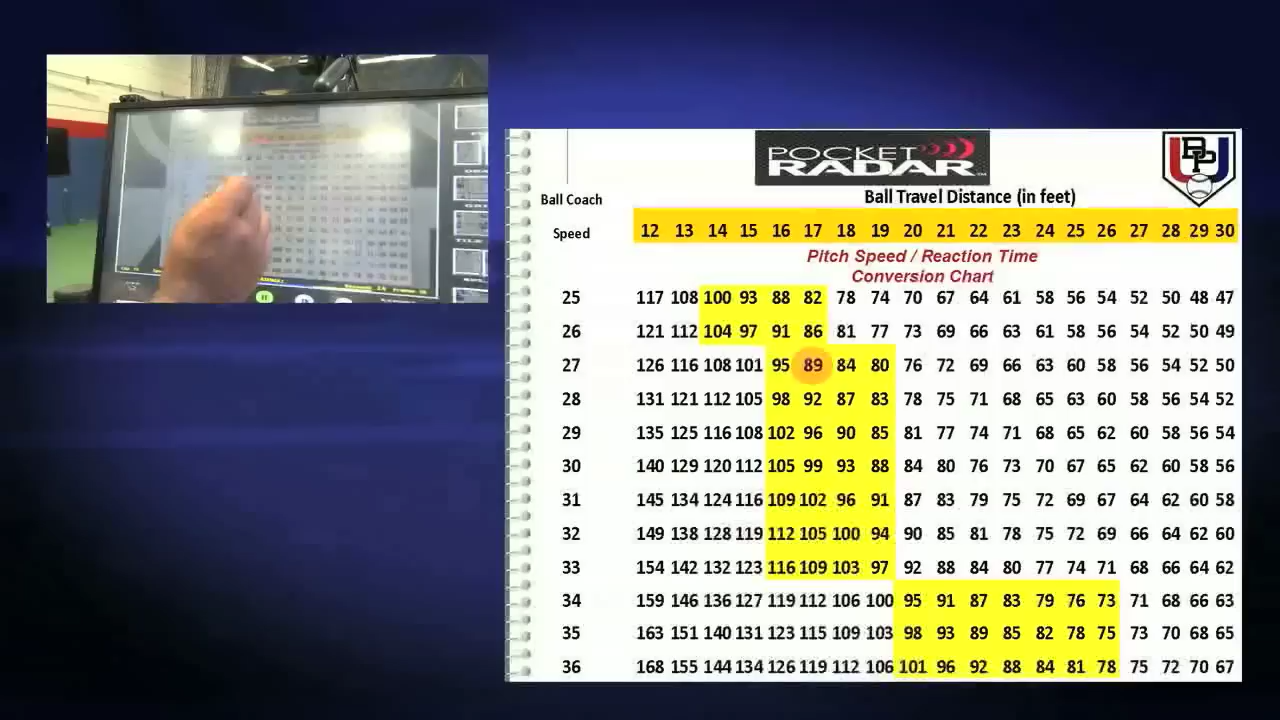 POCKET
RADAR
BPU
Ball Coach
Ball Travel Distance (in feet)
Speed 12 13 14 15 16 17 18 19 20 21 22 23 24 25 26 27 28 29 30
Pitch Speed / Reaction Time
Conversion Chart
25 117 108 100 93 88 82 78 74 70 67 64 61 58 56 54 52 50 48 47
26 121 112 104 97 91 86 81 77 73 69 66 63 61 58 56 54 52 50 49
27 126 116 108 101 95 89 84 80 76 72 69 66 63 60 58 56 54 52 50
28 131 121 112 105 98 92 87 83 78 75 71 68 65 63 60 58 56 54 52
29 135 125 116 108 102 96 90 85 81 77 74 71 68 65 62 60 58 56 54
30 140 129 120 112 105 99 93 88 84 80 76 73 70 67 65 62 60 58 56
31 145 134 124 116 109 102 96 91 87 83 79 75 72 69 67 64 62 60 58
32 149 138 128 119 112 105 100 94 90 85 81 78 75 72 69 66 64 62 60
33 154 142 132 123 116 109 103 97 92 88 84 80 77 74 71 68 66 64 62
34 159 146 136 127 119 112 106 100 95 91 87 83 79 76 73 71 68 66 63
35 163 151 140 131 123 115 109 103 98 93 89 85 82 78 75 73 70 68 65
36 168 155 144 134 126 119 112 106 101 96 92 88 84 81 78 75 72 70 67